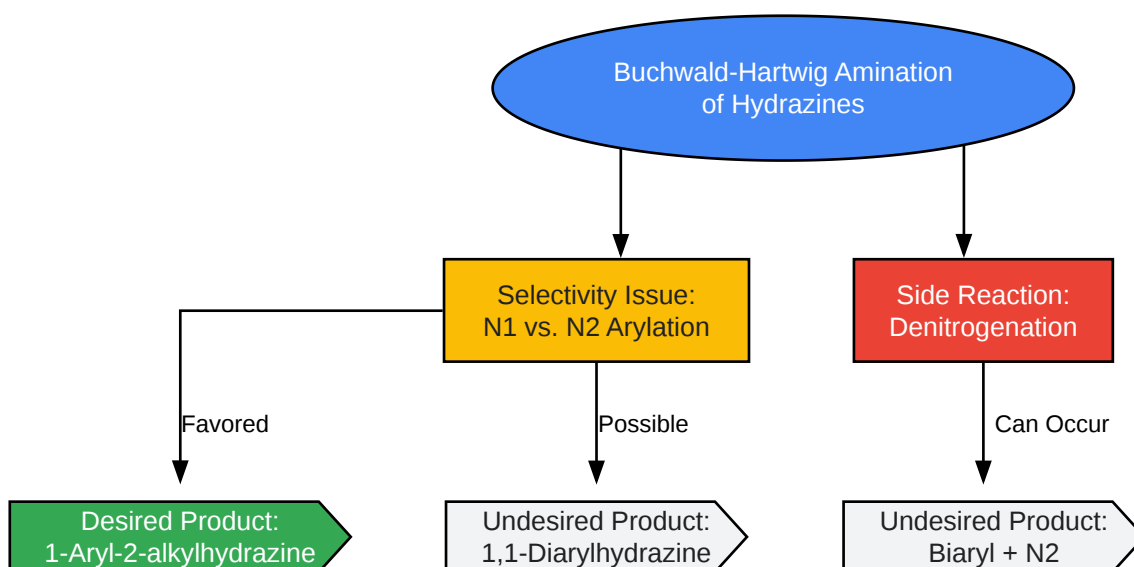 Buchwald-Hartwig Amination
of Hydrazines
Selectivity Issue:
N1 vs. N2 Arylation
Side Reaction:
Denitrogenation
Favored
Possible
Can Occur
Desired Product:
1-Aryl-2-alkylhydrazine
Undesired Product:
1,1-Diarylhydrazine
Undesired Product:
Biaryl + N2